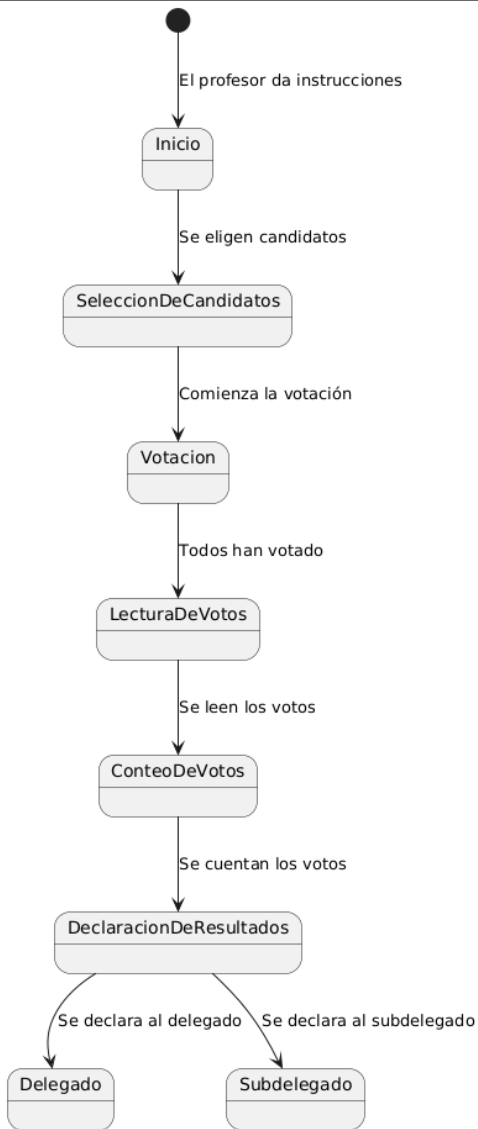 El profesor da instrucciones
Inicio
Se eligen candidatos
SeleccionDeCandidatos
Comienza la votación
Votacion
Todos han votado
LecturaDeVotos
Se leen los votos
ConteoDeVotos
Se cuentan los votos
DeclaracionDeResultados
Se declara al delegado
Se declara al subdelegado
Delegado
Subdelegado